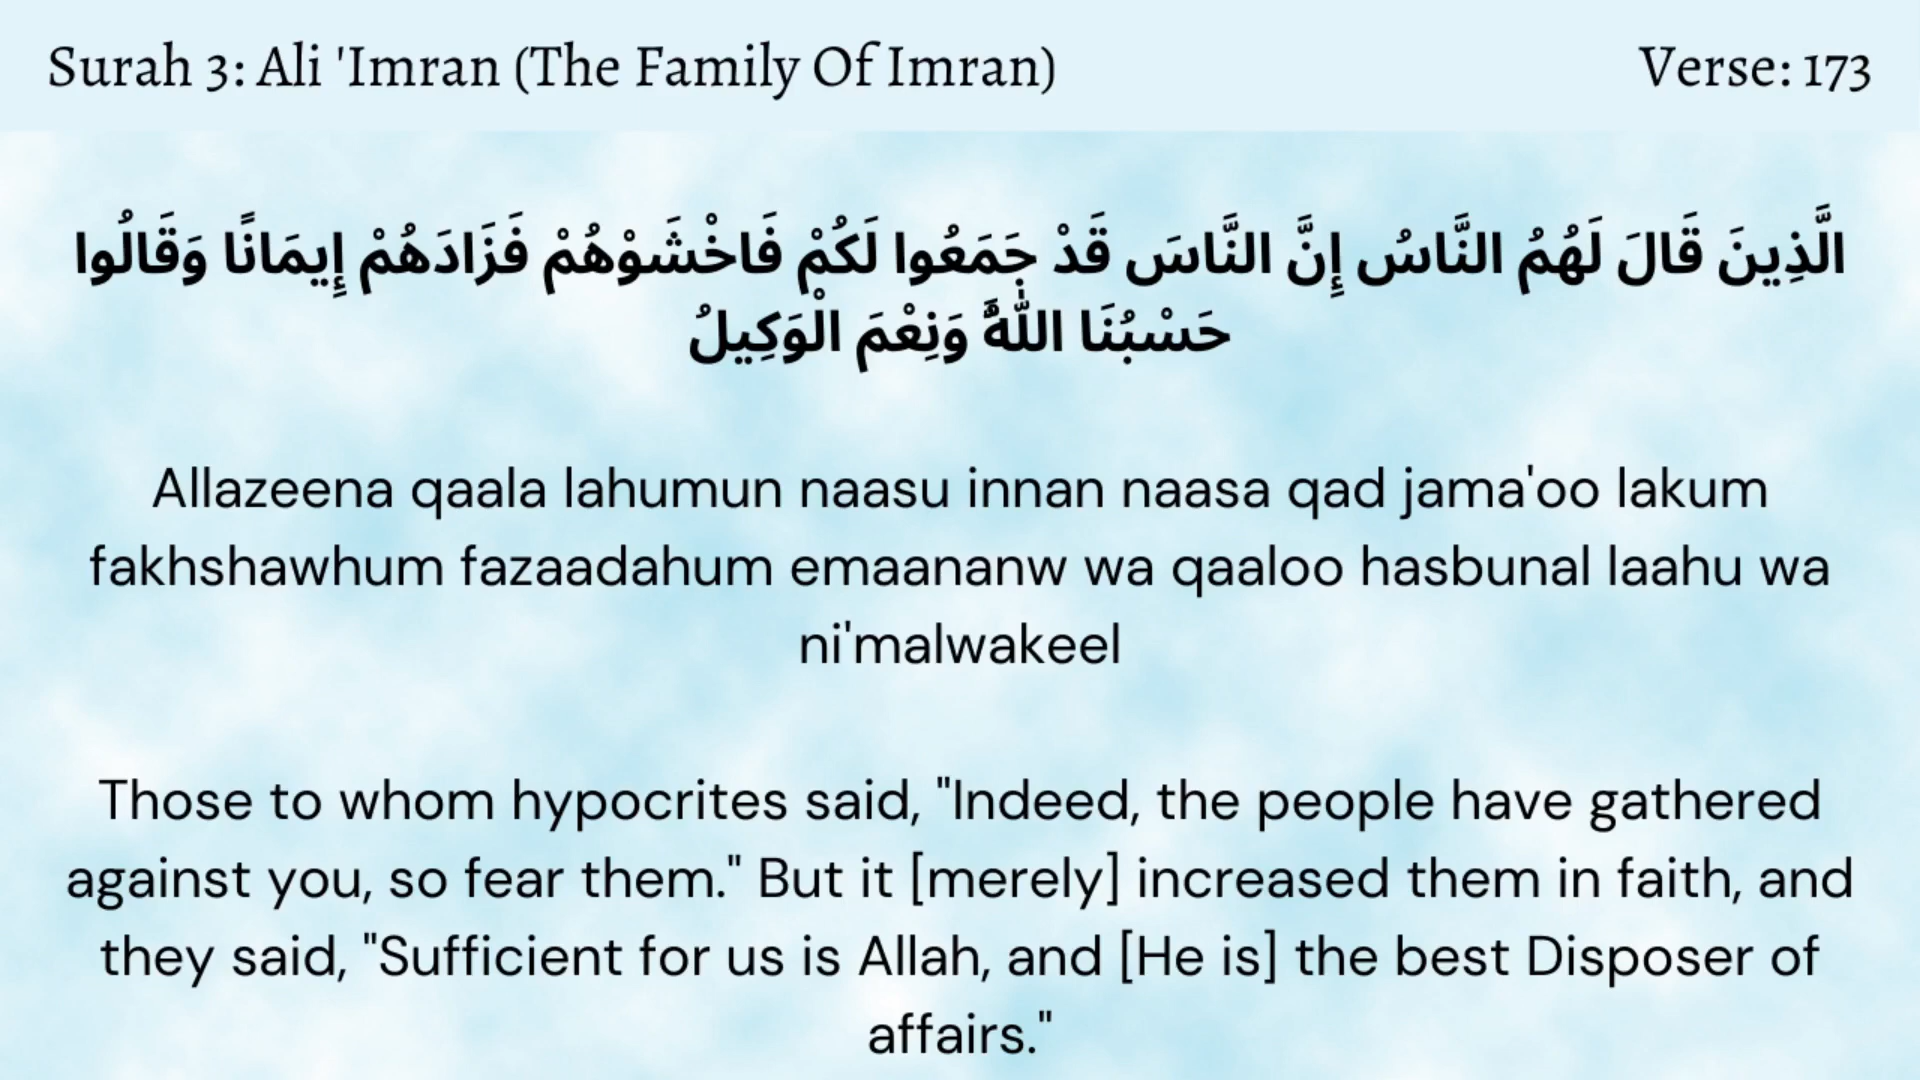 Surah 3: Ali 'Imran (The Family Of Imran)
Verse: 173
الَّذِينَ قَالَ لَهُمُ النَّاسُ إِنَّ النَّاسَ قَدْ جَمَعُوا لَكُمْ فَاخْشَوْهُمْ فَزَادَهُمْ إِيمَانًا وَقَالُوا
حَسْبُنَا اللَّهُ وَنِعْمَ الْوَكِيلُ
Allazeena qaala lahumun naasu innan naasa qad jama'oo lakum
fakhshawhum fazaadahum emaananw wa qaaloo hasbunal laahu wa
ni'malwakeel
Those to whom hypocrites said, "Indeed, the people have gathered
against you, so fear them." But it [merely] increased them in faith, and
they said, "Sufficient for us is Allah, and [He is] the best Disposer of
affairs."